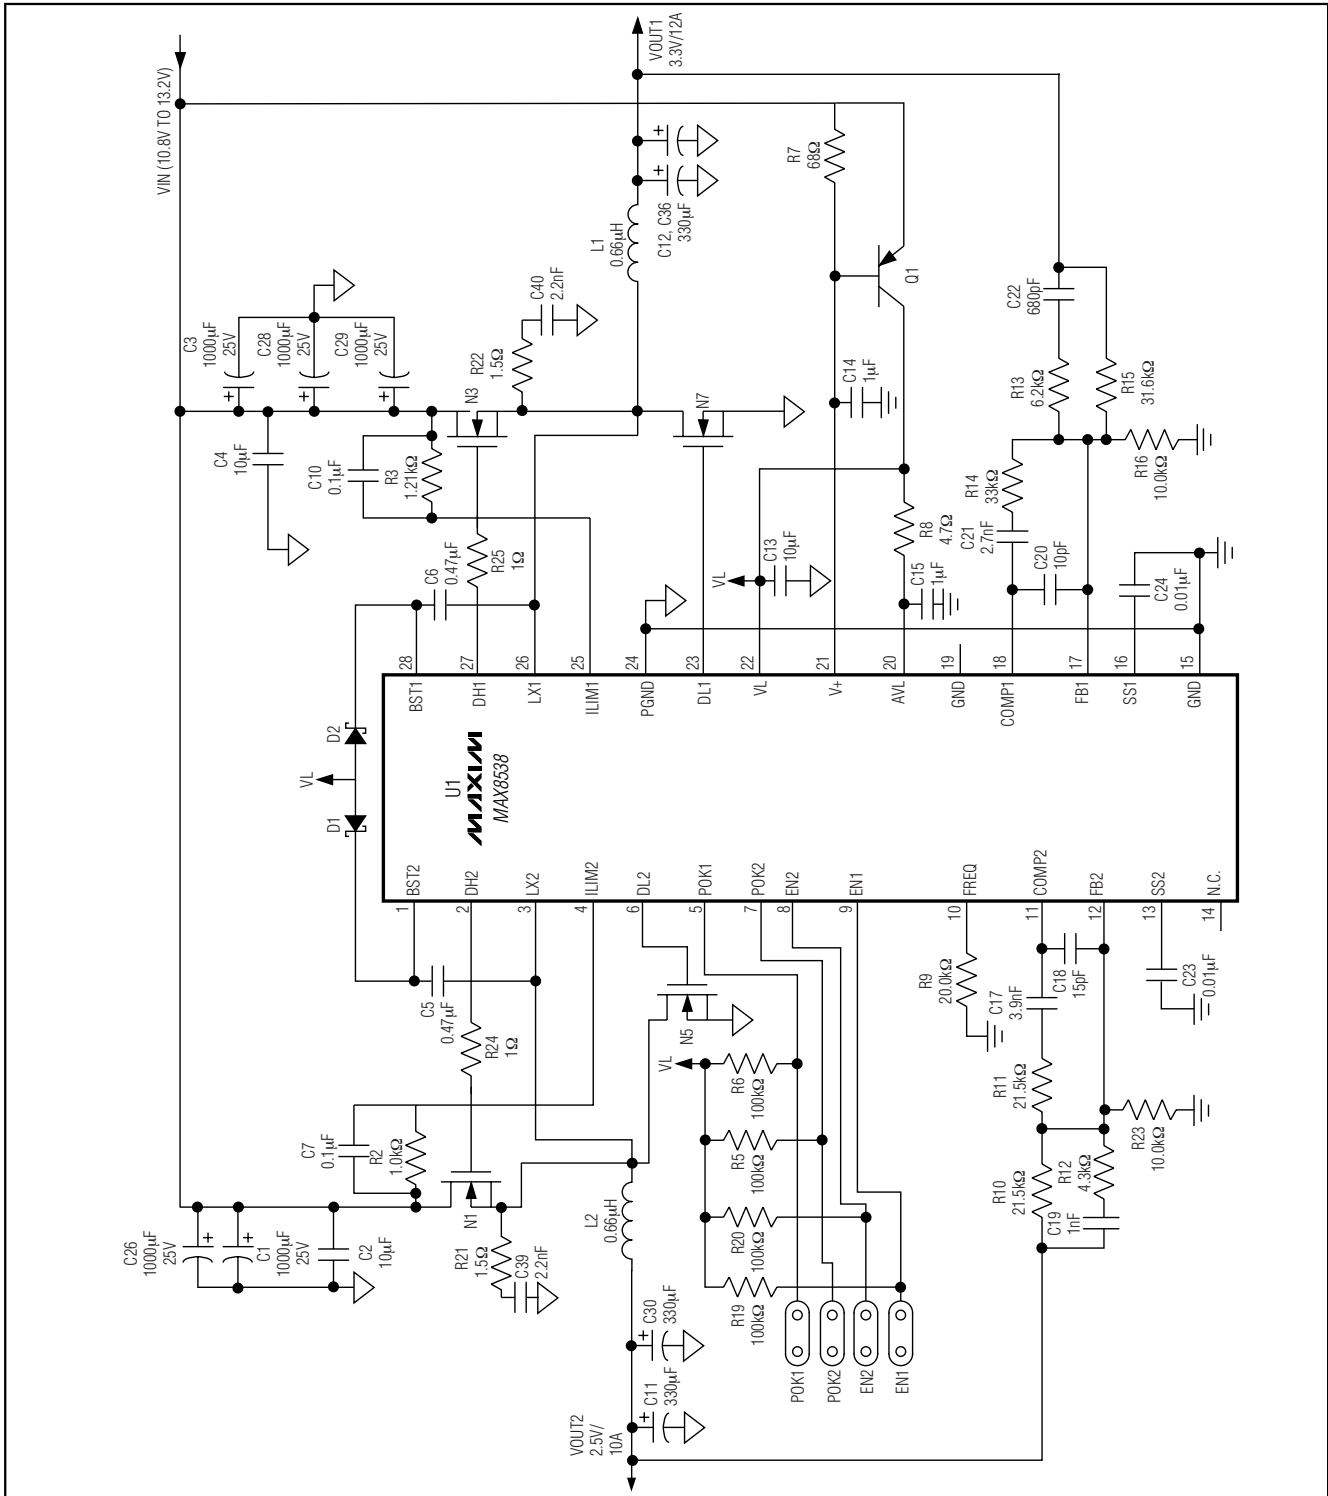 VIN (10.8V TO 13.2V)
VOUT1
3.3V/12A
C3
1000µF
25V
C28
1000µF
25V
C29
1000µF
25V
C4
10µF
C10
0.1µF
R3
1.21kΩ
N3
R22
1.5Ω
C40
2.2nF
L1
0.66µH
C12, C36
330µF
R7
68Ω
Q1
C6
0.47µF
R25
1Ω
N7
C14
1µF
C22
680pF
R13
6.2kΩ
R15
31.6kΩ
R16
10.0kΩ
R14
33kΩ
C21
2.7nF
C20
10pF
C24
0.01µF
R8
4.7Ω
C15
1µF
VL
C13
10µF
D2
VL
D1
28
27
26
25
24
23
22
21
20
19
18
17
16
15
BST1
DH1
LX1
ILIM1
PGND
DL1
VL
V+
AVL
GND
COMP1
FB1
SS1
GND
U1
MAXIM
MAX8538
BST2
DH2
LX2
ILIM2
DL2
POK1
POK2
EN2
EN1
FREQ
COMP2
FB2
SS2
N.C.
1
2
3
4
6
5
7
8
9
10
11
12
13
14
C5
0.47µF
R24
1Ω
N5
VL
R6
100kΩ
R5
100kΩ
R20
100kΩ
R19
100kΩ
R9
20.0kΩ
C17
3.9nF
C18
15pF
C23
0.01µF
R11
21.5kΩ
R23
10.0kΩ
R10
21.5kΩ
R12
4.3kΩ
C19
1nF
C7
0.1µF
R2
1.0kΩ
N1
R21
1.5Ω
C39
2.2nF
C26
1000µF
25V
C1
1000µF
25V
C2
10µF
L2
0.66µH
C30
330µF
C11
330µF
VOUT2
2.5V/
10A
POK1
POK2
EN2
EN1